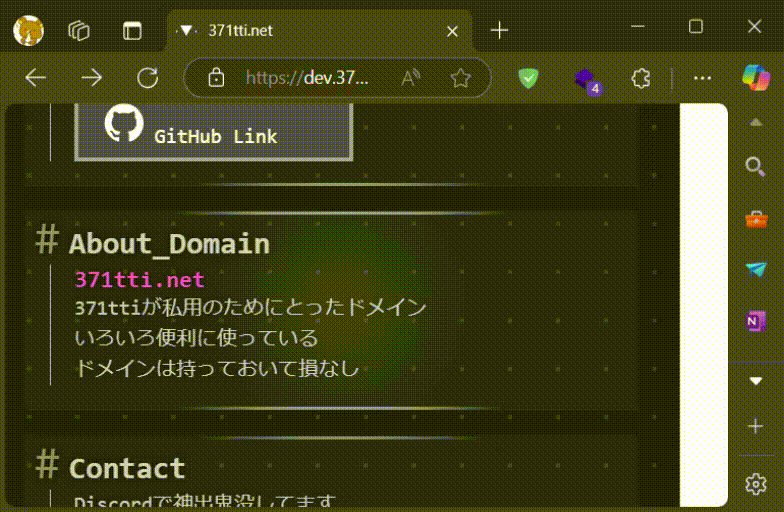 371tti.net
https://dev.37...
A
4
GitHub Link
# About_Domain
371tti.net
371ttiが私用のためにとったドメイン
いろいろ便利に使っている
ドメインは持っておいて損なし
# Contact
Discordで神出鬼没してます
N